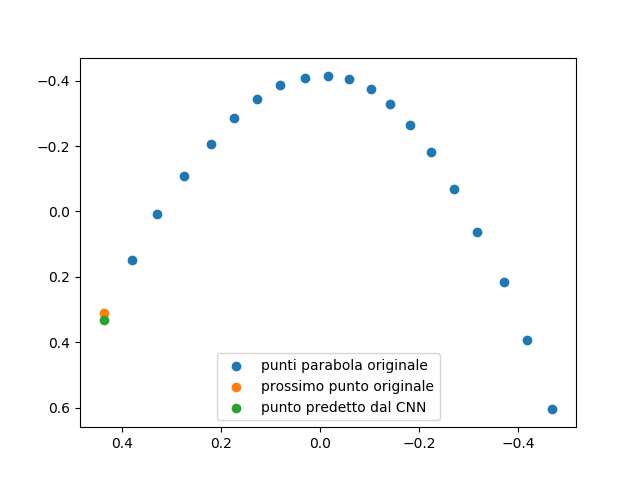 −0.4
−0.2
0.0
0.2
0.4
0.6
0.4 0.2 0.0 −0.2 −0.4
punti parabola originale
prossimo punto originale
punto predetto dal CNN